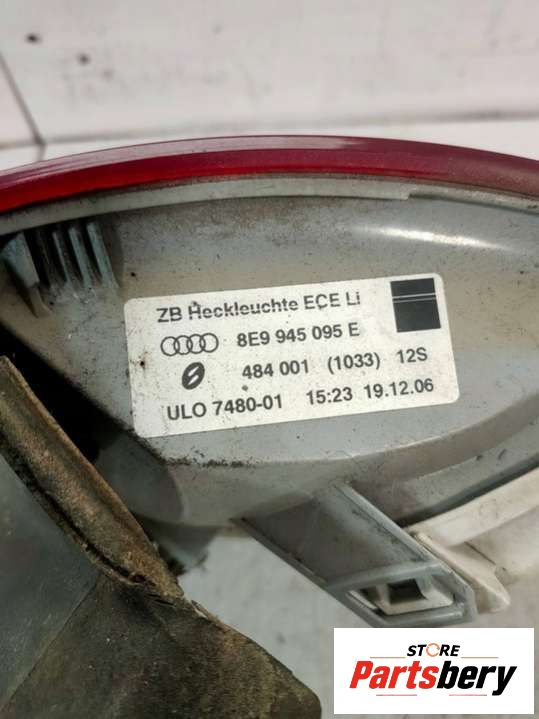 ZB Heckleuchte ECE Li
8E9 945 095 E
484 001 (1033) 12S
ULO 7480-01 15:23 19.12.06
STORE
Partsbery